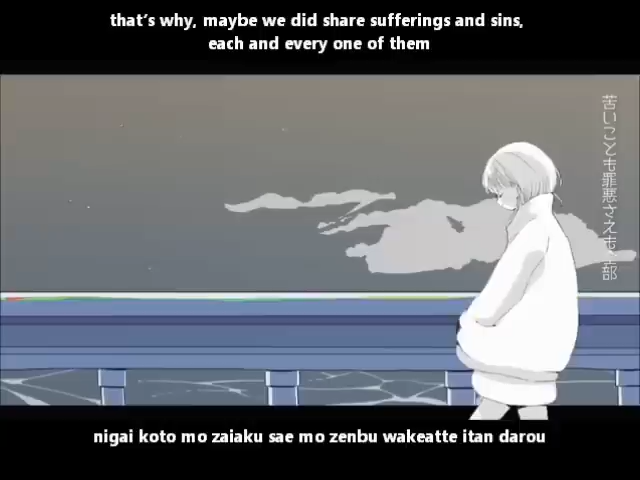 that's why, maybe we did share sufferings and sins,
each and every one of them
苦いことも罪悪さえも全部
nigai koto mo zaiaku sae mo zenbu wakeatte itan darou